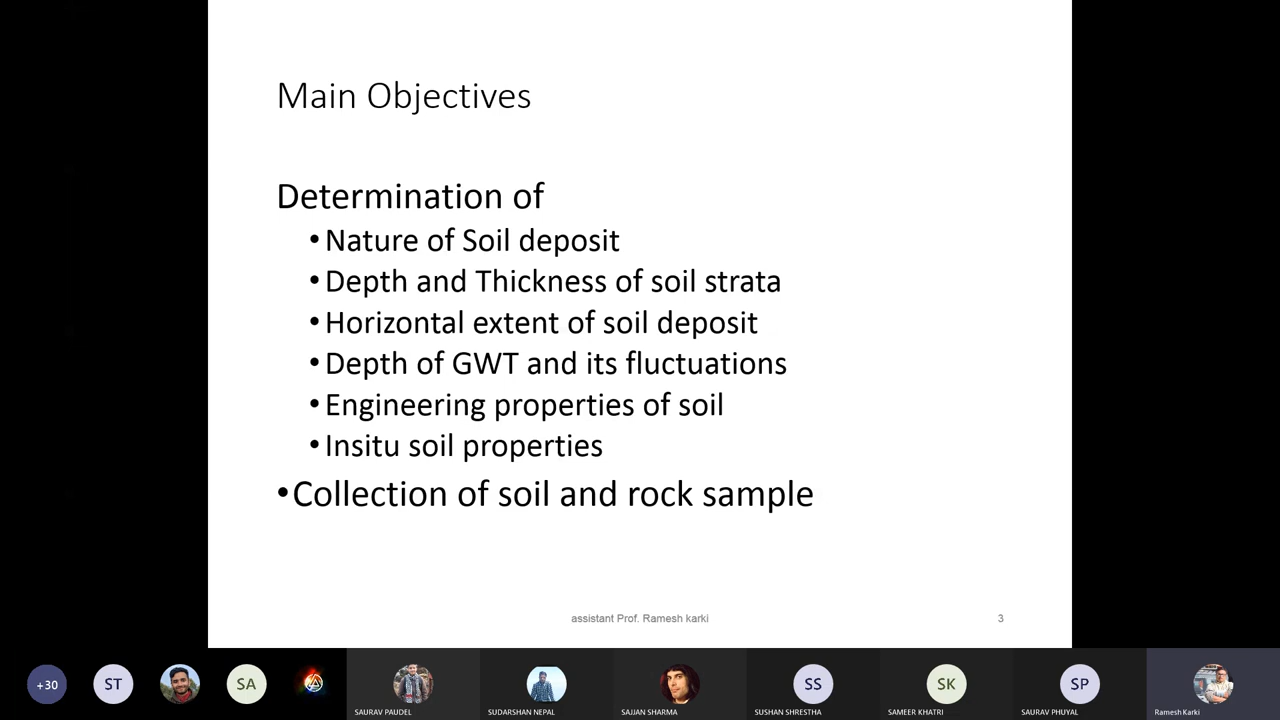 Main Objectives
Determination of
•Nature of Soil deposit
•Depth and Thickness of soil strata
•Horizontal extent of soil deposit
•Depth of GWT and its fluctuations
•Engineering properties of soil
•Insitu soil properties
•Collection of soil and rock sample
assistant Prof. Ramesh karki
3
+30
ST
SA
SS
SK
SP
SAURAV PAUDEL
SUDARSHAN NEPAL
SAJJAN SHARMA
SUSHAN SHRESTHA
SAMEER KHATRI
SAURAV PHUYAL
Ramesh Karki